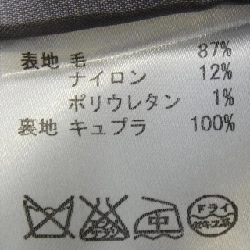 表地 毛 87%
ナイロン 12%
ポリウレタン 1%
裏地 キュプラ 100%
中 ドライ